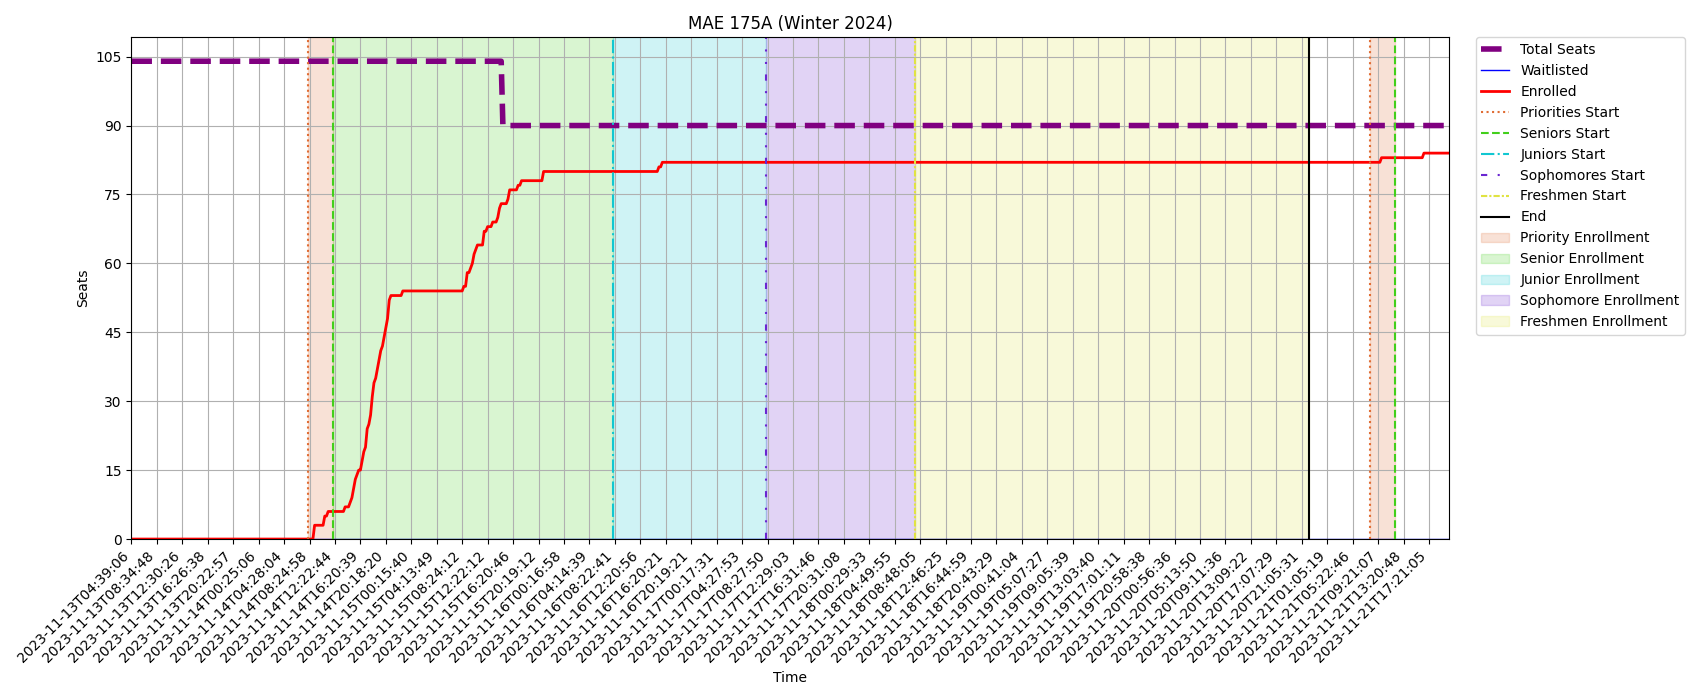 MAE 175A (Winter 2024)
105
90
75
60
45
30
15
0
Seats
2023-11-13T04:39:06
2023-11-13T08:34:48
2023-11-13T12:30:26
2023-11-13T16:26:38
2023-11-13T20:22:57
2023-11-14T00:25:06
2023-11-14T04:28:04
2023-11-14T08:24:58
2023-11-14T12:22:44
2023-11-14T16:20:39
2023-11-14T20:18:20
2023-11-15T00:15:40
2023-11-15T04:13:49
2023-11-15T08:24:12
2023-11-15T12:22:12
2023-11-15T16:20:46
2023-11-15T20:19:12
2023-11-16T00:16:58
2023-11-16T04:14:39
2023-11-16T08:22:41
2023-11-16T12:20:56
2023-11-16T16:20:21
2023-11-16T20:19:21
2023-11-17T00:17:31
2023-11-17T04:27:53
2023-11-17T08:27:50
2023-11-17T12:29:03
2023-11-17T16:31:46
2023-11-17T20:31:08
2023-11-18T00:29:33
2023-11-18T04:49:55
2023-11-18T08:48:05
2023-11-18T12:46:25
2023-11-18T16:44:59
2023-11-18T20:43:29
2023-11-19T00:41:04
2023-11-19T05:07:27
2023-11-19T09:05:39
2023-11-19T13:03:40
2023-11-19T17:01:11
2023-11-19T20:58:38
2023-11-20T00:56:36
2023-11-20T05:13:50
2023-11-20T09:11:36
2023-11-20T13:09:22
2023-11-20T17:07:29
2023-11-20T21:05:31
2023-11-21T01:05:19
2023-11-21T05:22:46
2023-11-21T09:21:07
2023-11-21T13:20:48
2023-11-21T17:21:05
Time
Total Seats
Waitlisted
Enrolled
Priorities Start
Seniors Start
Juniors Start
Sophomores Start
Freshmen Start
End
Priority Enrollment
Senior Enrollment
Junior Enrollment
Sophomore Enrollment
Freshmen Enrollment